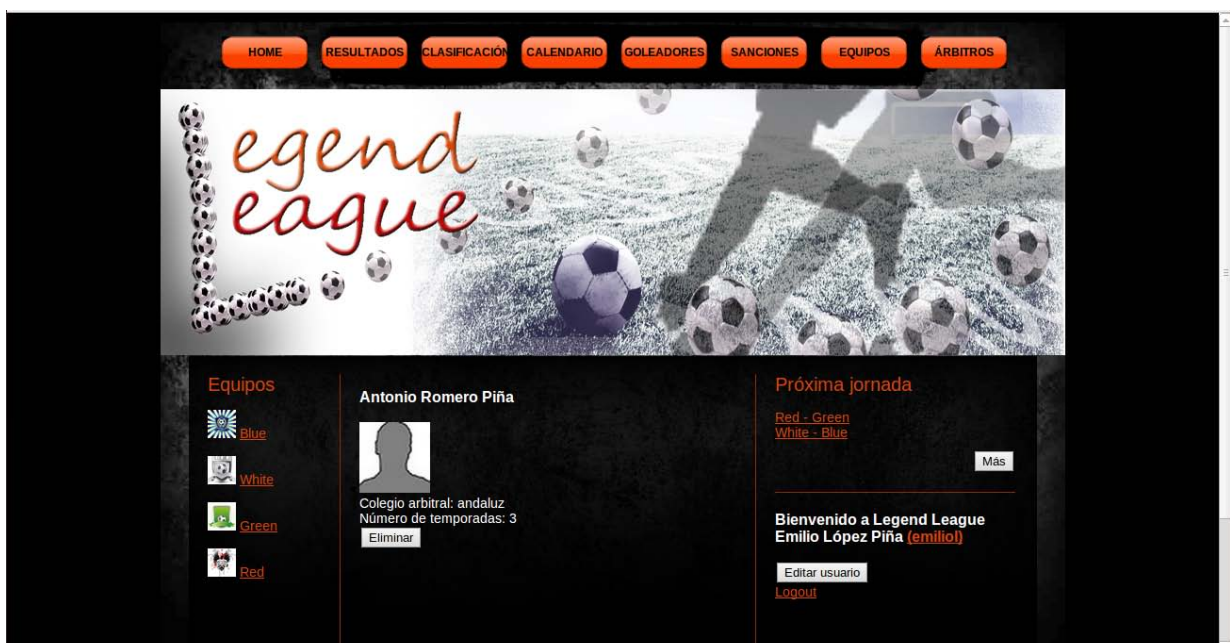 HOME RESULTADOS CLASIFICACIÓN CALENDARIO GOLEADORES SANCIONES EQUIPOS ÁRBITROS
Legend
League
Equipos
Blue
White
Green
Red
Antonio Romero Piña
Colegio arbitral: andaluz
Número de temporadas: 3
Eliminar
Próxima jornada
Red - Green
White - Blue
Más
Bienvenido a Legend League
Emilio López Piña (emiliol)
Editar usuario
Logout